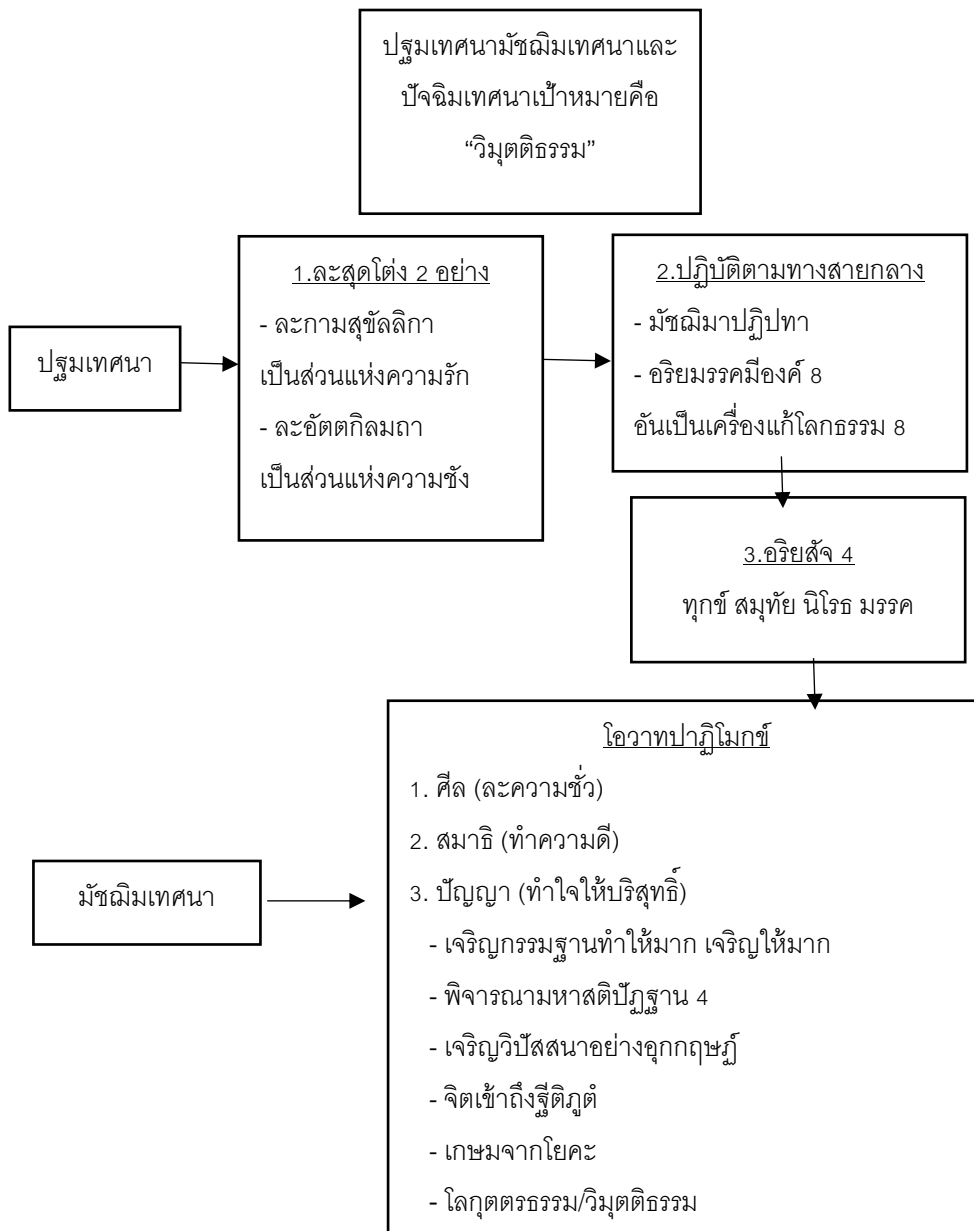 ปฐมเทศนามัชฌิมเทศนาและ
ปัจฉิมเทศนาเป้าหมายคือ
“วิมุตติธรรม”
ปฐมเทศนา
1.ละสุดโต่ง 2 อย่าง
- ละกามสุขัลลิกา
เป็นส่วนแห่งความรัก
- ละอัตตกิลมถา
เป็นส่วนแห่งความชัง
2.ปฏิบัติตามทางสายกลาง
- มัชฌิมาปฏิปทา
- อริยมรรคมีองค์ 8
อันเป็นเครื่องแก้โลกธรรม 8
3.อริยสัจ 4
ทุกข์ สมุทัย นิโรธ มรรค
มัชฌิมเทศนา
โอวาทปาฏิโมกข์
1. ศีล (ละความชั่ว)
2. สมาธิ (ทำความดี)
3. ปัญญา (ทำใจให้บริสุทธิ์)
- เจริญกรรมฐานทำให้มาก เจริญให้มาก
- พิจารณามหาสติปัฏฐาน 4
- เจริญวิปัสสนาอย่างอุกกฤษฏ์
- จิตเข้าถึงฐีติภูตํ
- เกษมจากโยคะ
- โลกุตตรธรรม/วิมุตติธรรม